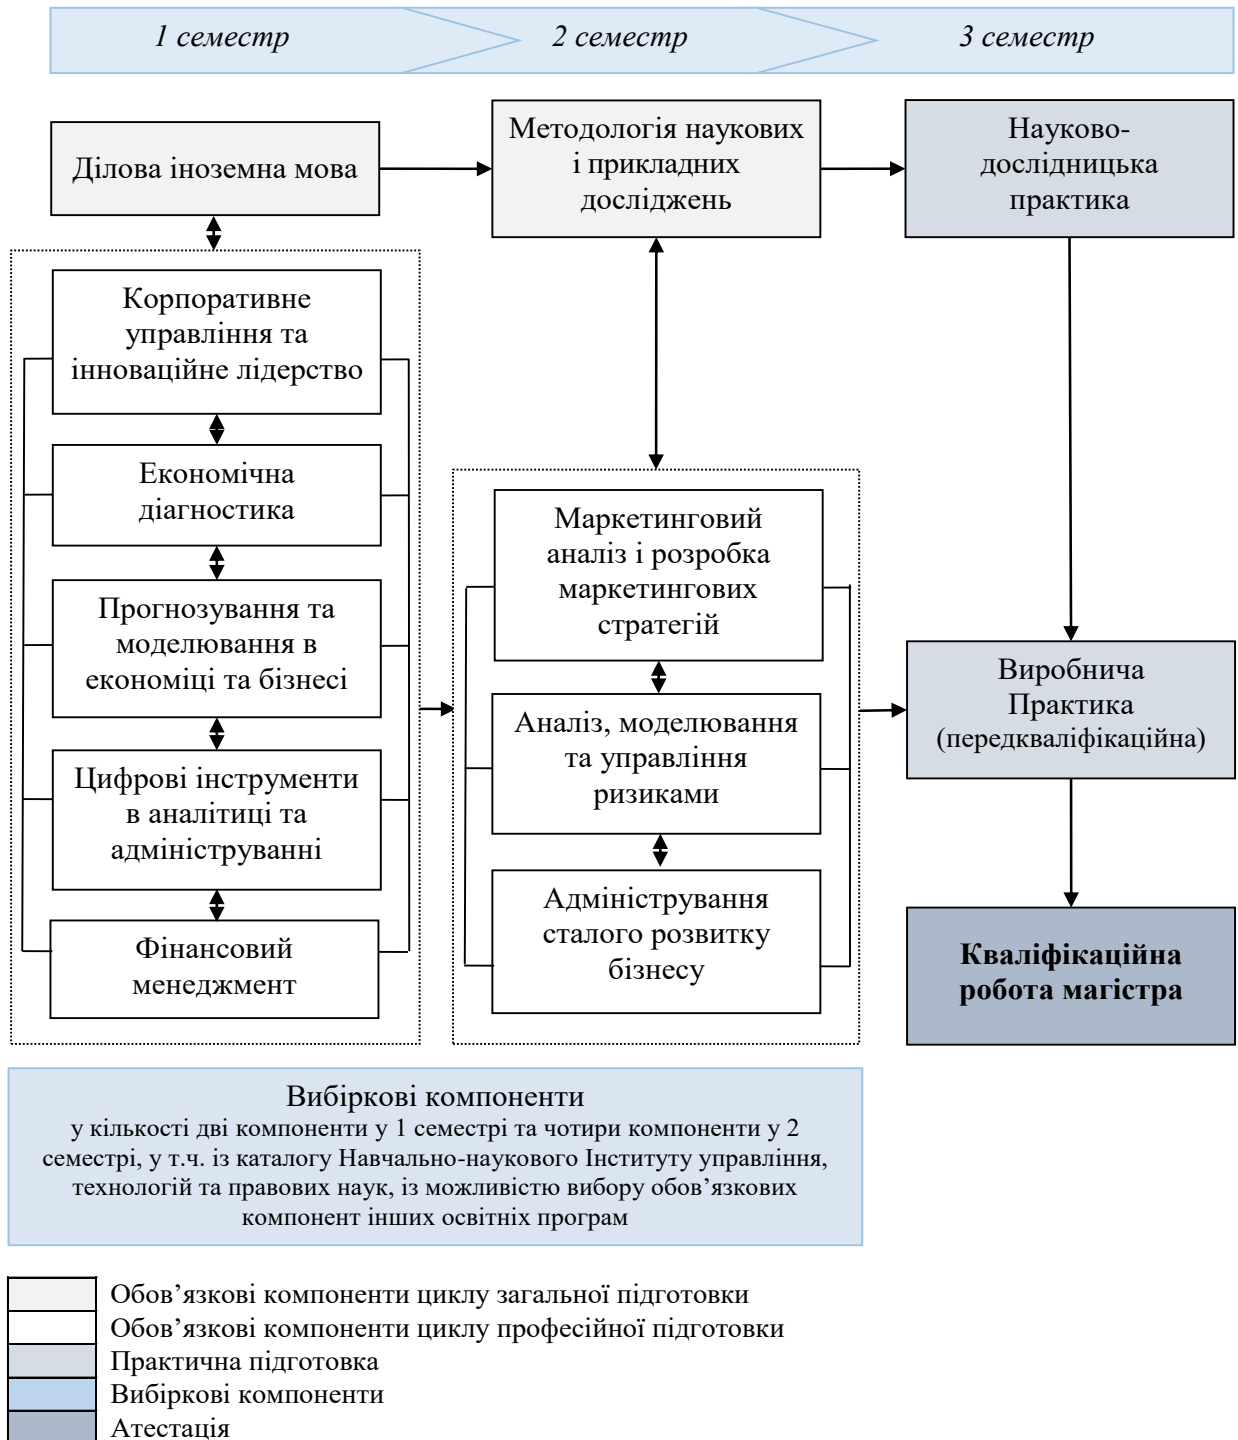 1 семестр
2 семестр
3 семестр
Ділова іноземна мова
Методологія наукових
і прикладних
досліджень
Науково-
дослідницька
практика
Корпоративне
управління та
інноваційне лідерство
Економічна
діагностика
Прогнозування та
моделювання в
економіці та бізнесі
Цифрові інструменти
в аналітиці та
адмініструванні
Фінансовий
менеджмент
Маркетинговий
аналіз і розробка
маркетингових
стратегій
Аналіз, моделювання
та управління
ризиками
Адміністрування
сталого розвитку
бізнесу
Виробнича
Практика
(передкваліфікаційна)
Кваліфікаційна
робота магістра
Вибіркові компоненти
у кількості дві компоненти у 1 семестрі та чотири компоненти у 2
семестрі, у т.ч. із каталогу Навчально-наукового Інституту управління,
технологій та правових наук, із можливістю вибору обов’язкових
компонент інших освітніх програм
Обов’язкові компоненти циклу загальної підготовки
Обов’язкові компоненти циклу професійної підготовки
Практична підготовка
Вибіркові компоненти
Атестація